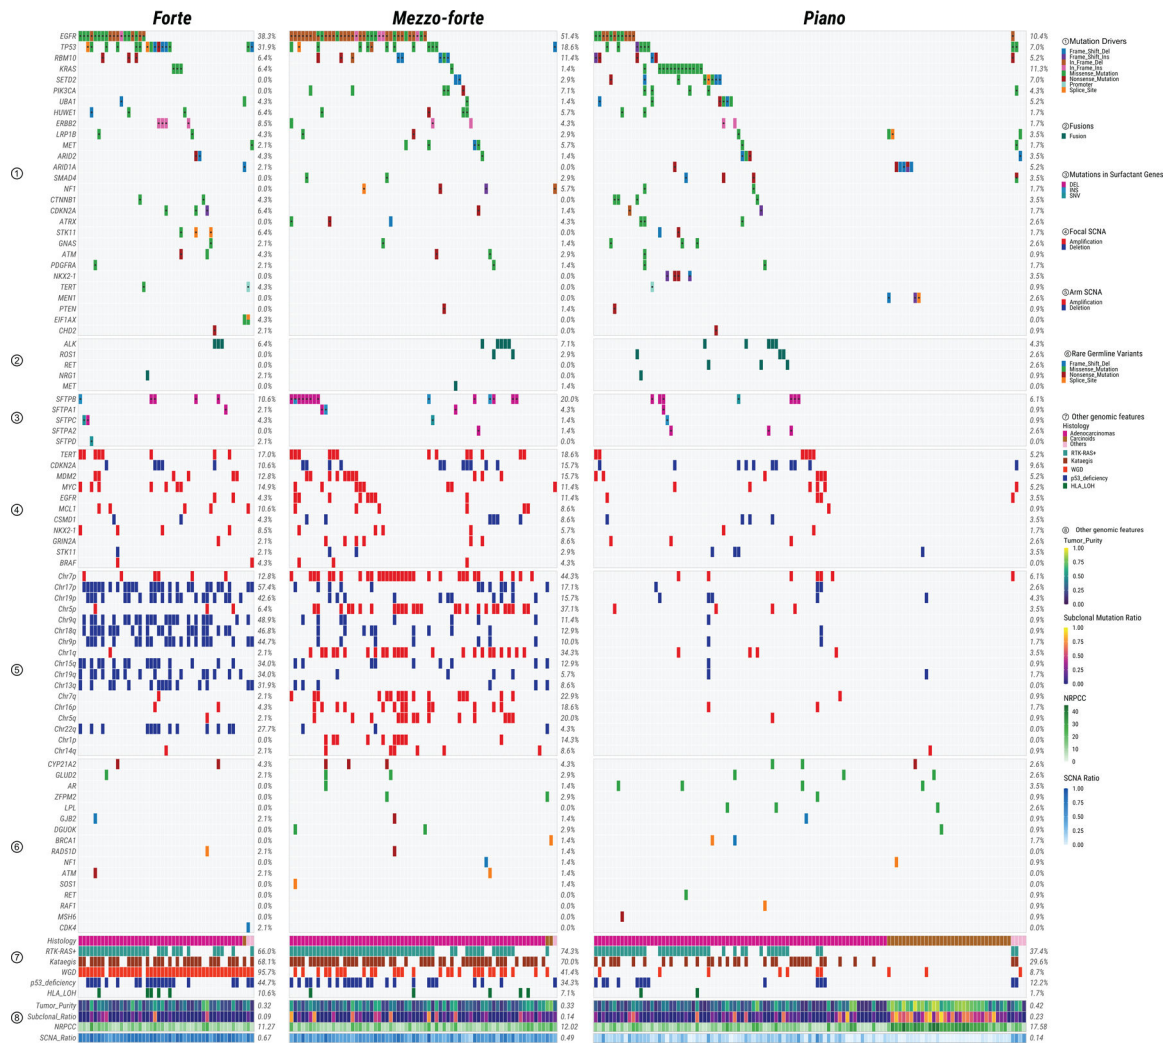 Forte Mezzo-forte Piano
①
EGFR 38.3% 51.4% 10.4%
TP53 31.9% 18.6% 7.0%
RBM10 6.4% 11.4% 5.2%
KRAS 6.4% 1.4% 11.3%
SETD2 0.0% 2.9% 7.0%
PIK3CA 0.0% 7.1% 4.3%
UBA1 4.3% 1.4% 5.2%
HUWE1 6.4% 5.7% 1.7%
ERBB2 8.5% 4.3% 1.7%
LRP1B 4.3% 2.9% 3.5%
MET 2.1% 5.7% 1.7%
ARID2 4.3% 1.4% 3.5%
ARID1A 2.1% 0.0% 5.2%
SMAD4 0.0% 2.9% 3.5%
NF1 0.0% 5.7% 1.7%
CTNNB1 4.3% 0.0% 3.5%
CDKN2A 6.4% 1.4% 1.7%
ATRX 0.0% 4.3% 2.6%
STK11 6.4% 0.0% 1.7%
GNAS 2.1% 1.4% 2.6%
ATM 4.3% 2.9% 0.0%
PDGFRA 2.1% 1.4% 1.7%
NKX2-1 0.0% 0.0% 3.5%
TERT 4.3% 0.0% 0.9%
MEN1 0.0% 0.0% 2.6%
PTEN 0.0% 1.4% 0.9%
EIF1AX 4.3% 0.0% 0.0%
CHD2 2.1% 0.0% 0.9%
②
ALK 6.4% 7.1% 4.3%
ROS1 0.0% 2.9% 2.6%
RET 0.0% 0.0% 2.6%
NRG1 2.1% 0.0% 0.9%
MET 0.0% 1.4% 0.0%
③
SFTPB 10.6% 20.0% 6.1%
SFTPA1 2.1% 4.3% 0.9%
SFTPC 4.3% 1.4% 0.9%
SFTPA2 0.0% 1.4% 2.6%
SFTPD 2.1% 0.0% 0.0%
④
TERT 17.0% 18.6% 5.2%
CDKN2A 10.6% 15.7% 9.6%
MDM2 12.8% 15.7% 5.2%
MYC 14.9% 11.4% 5.2%
EGFR 4.3% 11.4% 3.5%
MCL1 10.6% 8.6% 0.9%
CSMD1 4.3% 8.6% 3.5%
NKX2-1 8.5% 5.7% 1.7%
GRIN2A 2.1% 8.6% 2.6%
STK11 2.1% 2.9% 3.5%
BRAF 4.3% 4.3% 0.0%
⑤
Chr7p 12.8% 44.3% 6.1%
Chr17p 57.4% 17.1% 2.6%
Chr19p 42.6% 15.7% 4.3%
Chr5p 6.4% 37.1% 3.5%
Chr9q 48.9% 11.4% 0.9%
Chr18q 46.8% 12.9% 0.9%
Chr9p 44.7% 10.0% 1.7%
Chr1q 2.1% 34.3% 3.5%
Chr15q 34.0% 12.9% 0.9%
Chr19q 34.0% 5.7% 1.7%
Chr13q 31.9% 8.6% 0.0%
Chr7q 2.1% 22.9% 0.9%
Chr16p 4.3% 18.6% 1.7%
Chr5q 2.1% 20.0% 0.9%
Chr22q 27.7% 4.3% 0.0%
Chr1p 0.0% 14.3% 0.0%
Chr14q 2.1% 8.6% 0.9%
⑥
CYP21A2 4.3% 4.3% 2.6%
GLUD2 2.1% 2.9% 2.6%
AR 0.0% 1.4% 3.5%
ZFPM2 0.0% 2.9% 0.9%
LPL 0.0% 0.0% 2.6%
GJB2 2.1% 1.4% 0.9%
DGUOK 0.0% 2.9% 0.9%
BRCA1 0.0% 1.4% 1.7%
RAD51D 2.1% 1.4% 0.0%
NF1 0.0% 1.4% 0.9%
ATM 2.1% 1.4% 0.0%
SOS1 0.0% 1.4% 0.0%
RET 0.0% 0.0% 0.9%
RAF1 0.0% 0.0% 0.9%
MSH6 0.0% 0.0% 0.9%
CDK4 2.1% 0.0% 0.0%
⑦
Histology
RTK-RAS+ 66.0% 74.3% 37.4%
Kataegis 68.1% 70.0% 29.6%
WGD 95.7% 41.4% 8.7%
p53_deficiency 44.7% 34.3% 12.2%
HLA_LOH 10.6% 7.1% 1.7%
⑧
Tumor_Purity 0.32 0.33 0.42
Subclonal_Ratio 0.09 0.14 0.23
NRPCC 11.27 12.02 17.58
SCNA_Ratio 0.67 0.49 0.14
①Mutation Drivers
Frame_Shift_Del
Frame_Shift_Ins
In_Frame_Del
In_Frame_Ins
Missense_Mutation
Nonsense_Mutation
Promoter
Splice_Site
②Fusions
Fusion
③Mutations in Surfactant Genes
DEL
INS
SNV
④Focal SCNA
Amplification
Deletion
⑤Arm SCNA
Amplification
Deletion
⑥Rare Germline Variants
Frame_Shift_Del
Missense_Mutation
Nonsense_Mutation
Splice_Site
⑦ Other genomic features
Histology
Adenocarcinomas
Carcinoids
Others
RTK-RAS+
Kataegis
WGD
p53_deficiency
HLA_LOH
⑧ Other genomic features
Tumor_Purity
1.00
0.75
0.50
0.25
0.00
Subclonal Mutation Ratio
1.00
0.75
0.50
0.25
0.00
NRPCC
40
30
20
10
0
SCNA Ratio
1.00
0.75
0.50
0.25
0.00